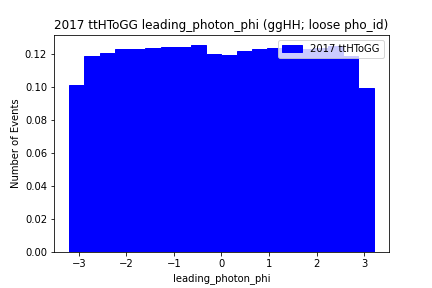 2017 ttHToGG leading_photon_phi (ggHH; loose pho_id)
2017 ttHToGG
Number of Events
0.12
0.10
0.08
0.06
0.04
0.02
0.00
−3 −2 −1 0 1 2 3
leading_photon_phi